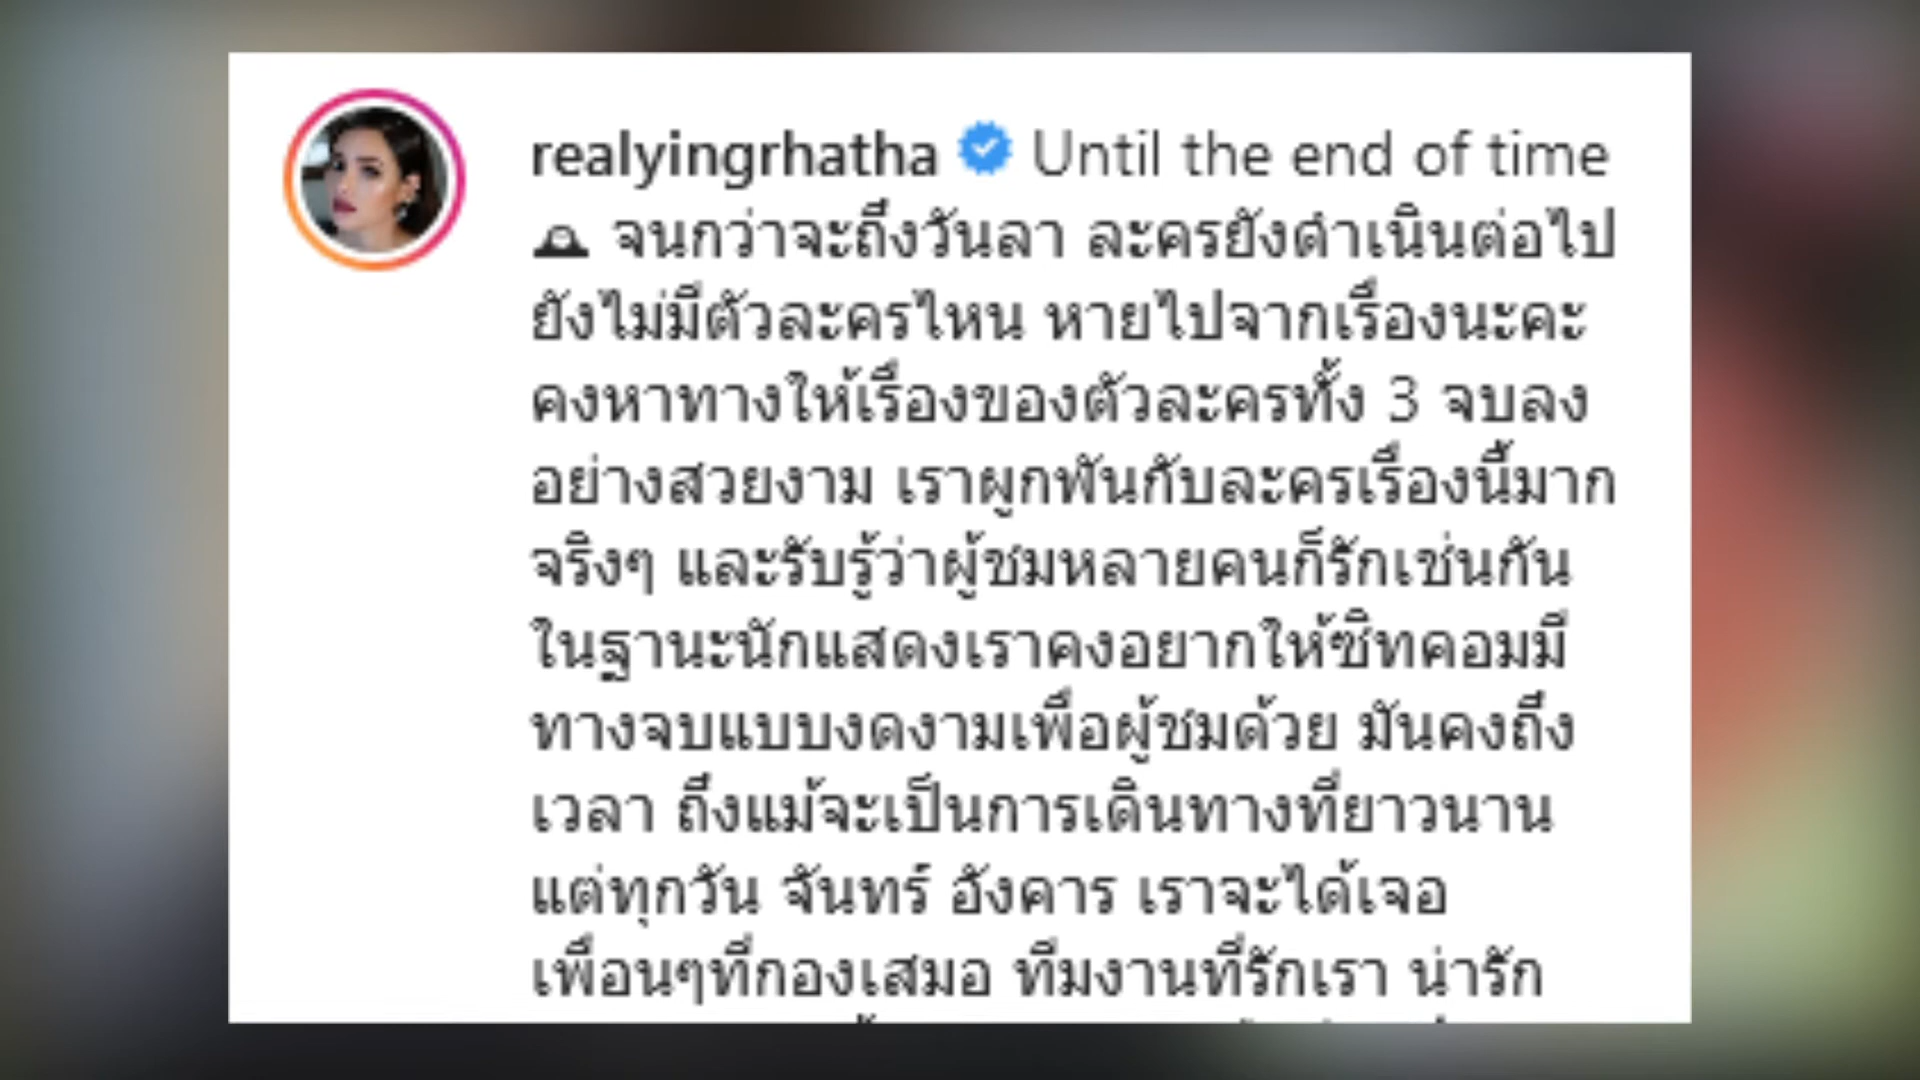 realyingrhatha Until the end of time
🕰 จนกว่าจะถึงวันลา ละครยังดำเนินต่อไป
ยังไม่มีตัวละครไหน หายไปจากเรื่องนะคะ
คงหาทางให้เรื่องของตัวละครทั้ง 3 จบลง
อย่างสวยงาม เราผูกพันกับละครเรื่องนี้มาก
จริงๆ และรับรู้ว่าผู้ชมหลายคนก็รักเช่นกัน
ในฐานะนักแสดงเราคงอยากให้ซิทคอมมี
ทางจบแบบงดงามเพื่อผู้ชมด้วย มันคงถึง
เวลา ถึงแม้จะเป็นการเดินทางที่ยาวนาน
แต่ทุกวัน จันทร์ อังคาร เราจะได้เจอ
เพื่อนๆที่กองเสมอ ทีมงานที่รักเรา น่ารัก